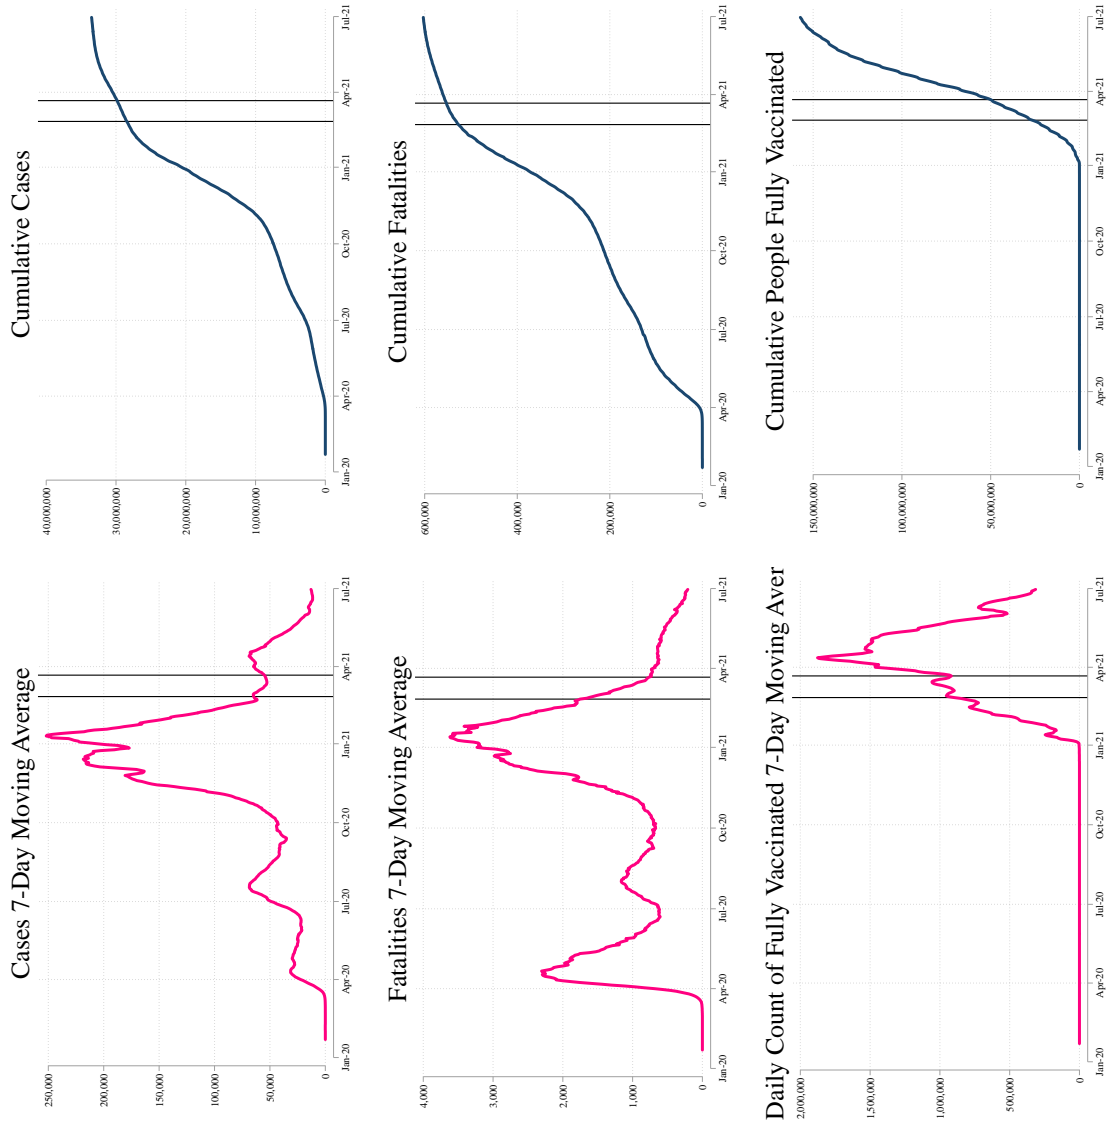 Cases 7-Day Moving Average
250,000
200,000
150,000
100,000
50,000
0
Jan-20
Apr-20
Jul-20
Oct-20
Jan-21
Apr-21
Jul-21
Cumulative Cases
40,000,000
30,000,000
20,000,000
10,000,000
0
Jan-20
Apr-20
Jul-20
Oct-20
Jan-21
Apr-21
Jul-21
Fatalities 7-Day Moving Average
4,000
3,000
2,000
1,000
0
Jan-20
Apr-20
Jul-20
Oct-20
Jan-21
Apr-21
Jul-21
Cumulative Fatalities
600,000
400,000
200,000
0
Jan-20
Apr-20
Jul-20
Oct-20
Jan-21
Apr-21
Jul-21
Daily Count of Fully Vaccinated 7-Day Moving Aver
2,000,000
1,500,000
1,000,000
500,000
0
Jan-20
Apr-20
Jul-20
Oct-20
Jan-21
Apr-21
Jul-21
Cumulative People Fully Vaccinated
150,000,000
100,000,000
50,000,000
0
Jan-20
Apr-20
Jul-20
Oct-20
Jan-21
Apr-21
Jul-21